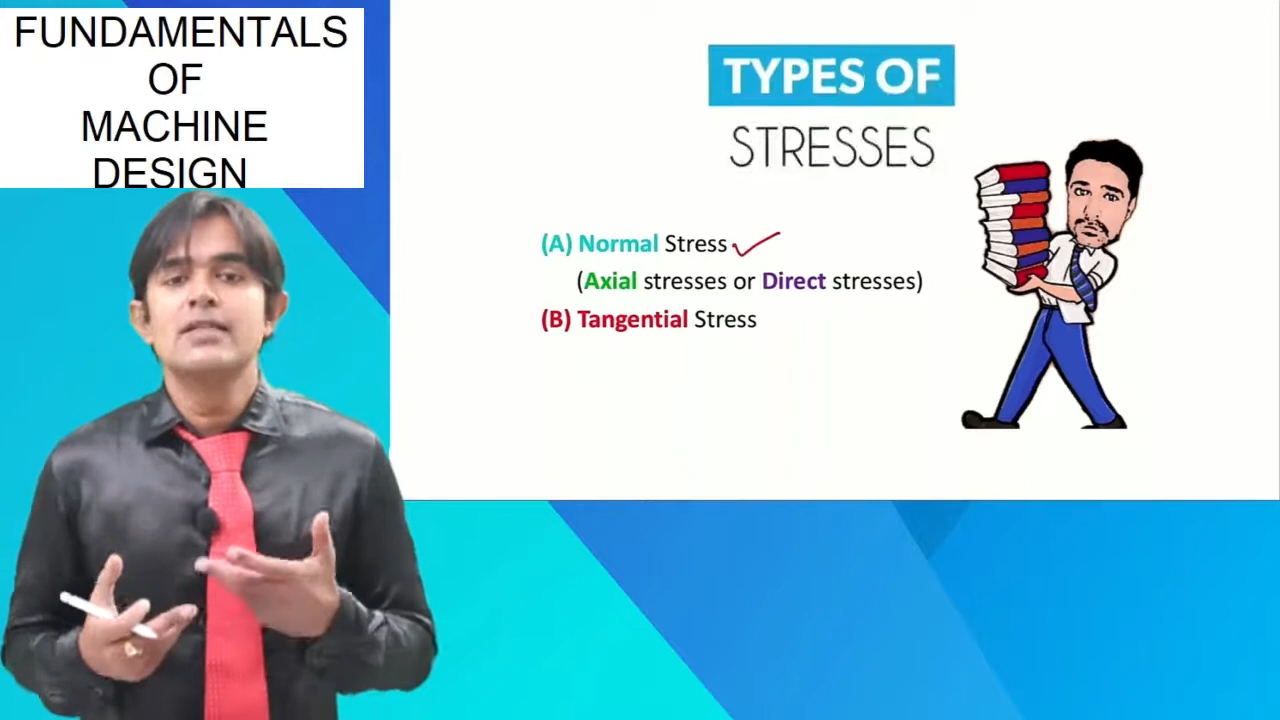 FUNDAMENTALS
OF
MACHINE
DESIGN
TYPES OF
STRESSES
(A) Normal Stress
(Axial stresses or Direct stresses)
(B) Tangential Stress